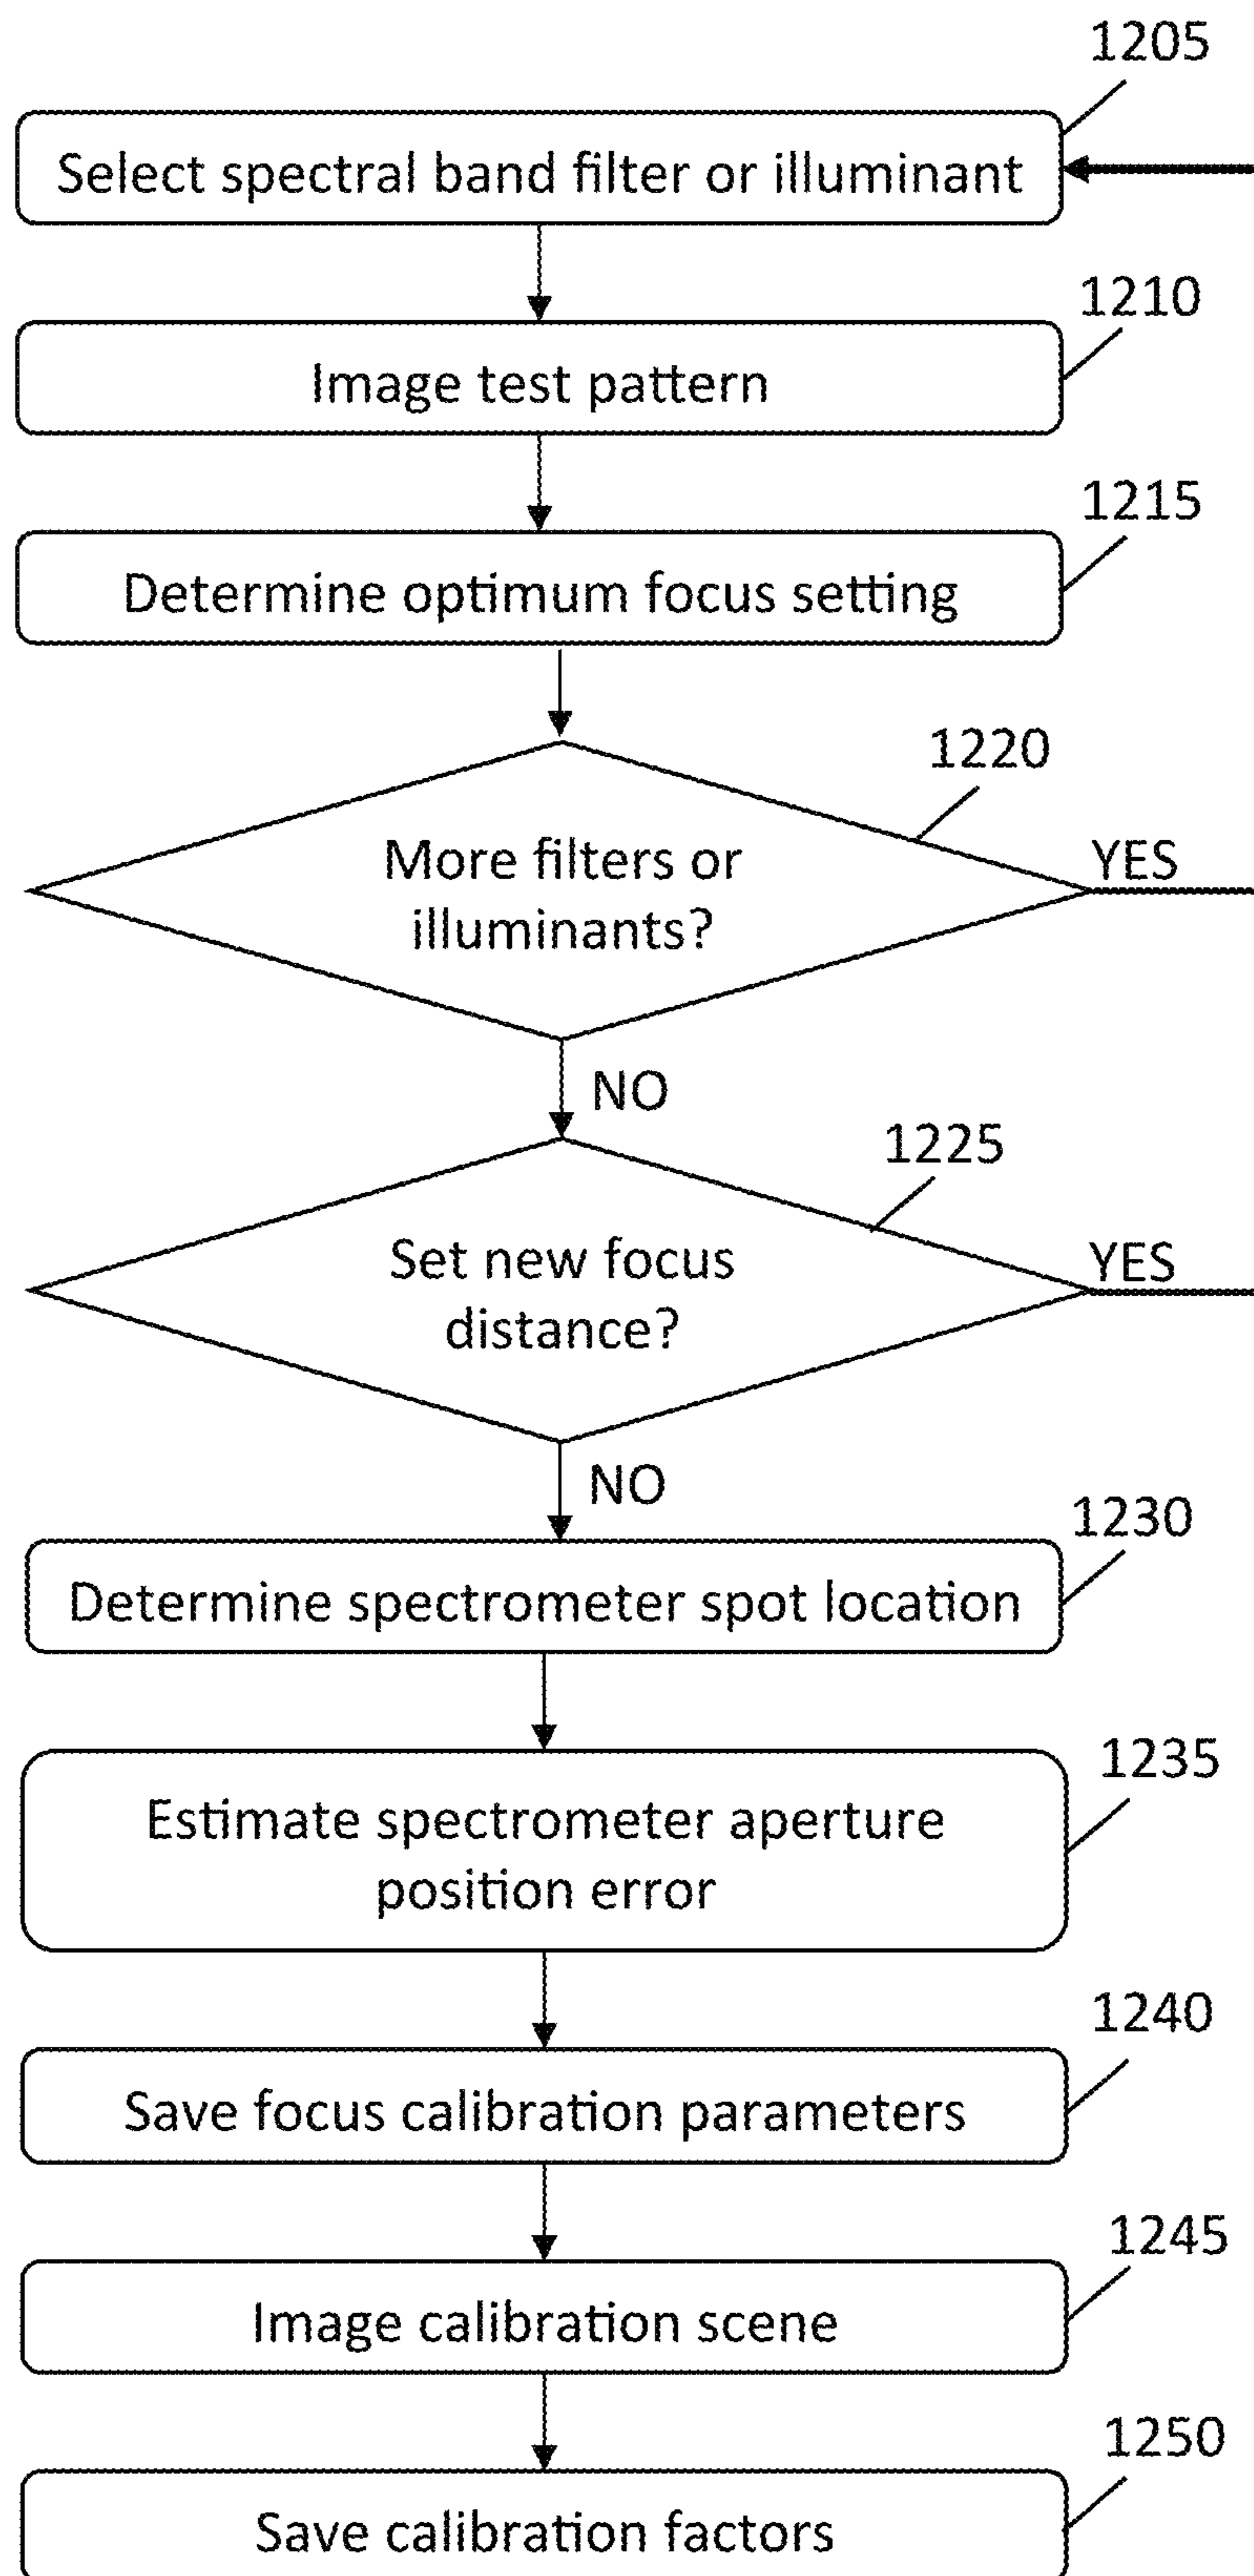 1205
Select spectral band filter or illuminant
1210
Image test pattern
1215
Determine optimum focus setting
1220
More filters or
illuminants?
YES
NO
1225
Set new focus
distance?
YES
NO
1230
Determine spectrometer spot location
1235
Estimate spectrometer aperture
position error
1240
Save focus calibration parameters
1245
Image calibration scene
1250
Save calibration factors